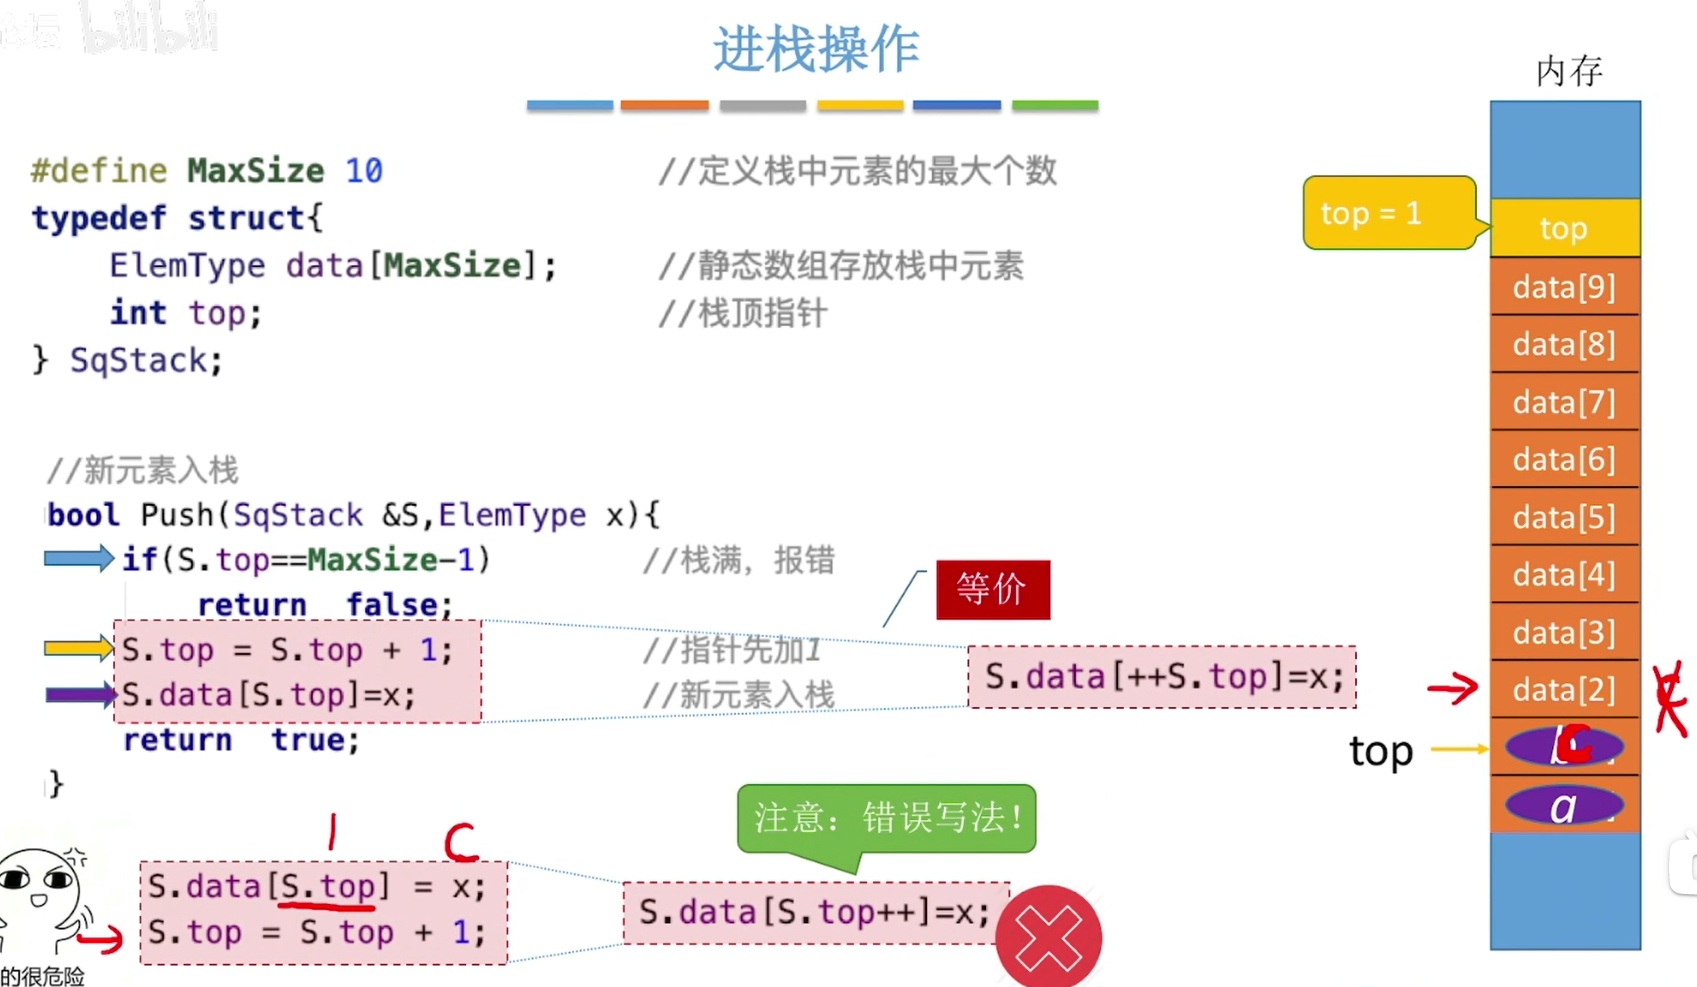 bilibili
进栈操作
内存
#define MaxSize 10 //定义栈中元素的最大个数
typedef struct{
ElemType data[MaxSize]; //静态数组存放栈中元素
int top; //栈顶指针
} SqStack;
top = 1
top
data[9]
data[8]
data[7]
data[6]
data[5]
data[4]
data[3]
data[2]
top
b
c
a
//新元素入栈
bool Push(SqStack &S,ElemType x){
if(S.top==MaxSize-1) //栈满，报错
return false;
S.top = S.top + 1; //指针先加1
S.data[S.top]=x; //新元素入栈
return true;
}
等价
S.data[++S.top]=x;
注意：错误写法！
1 C
S.data[S.top] = x;
S.top = S.top + 1;
S.data[S.top++]=x;
的很危险